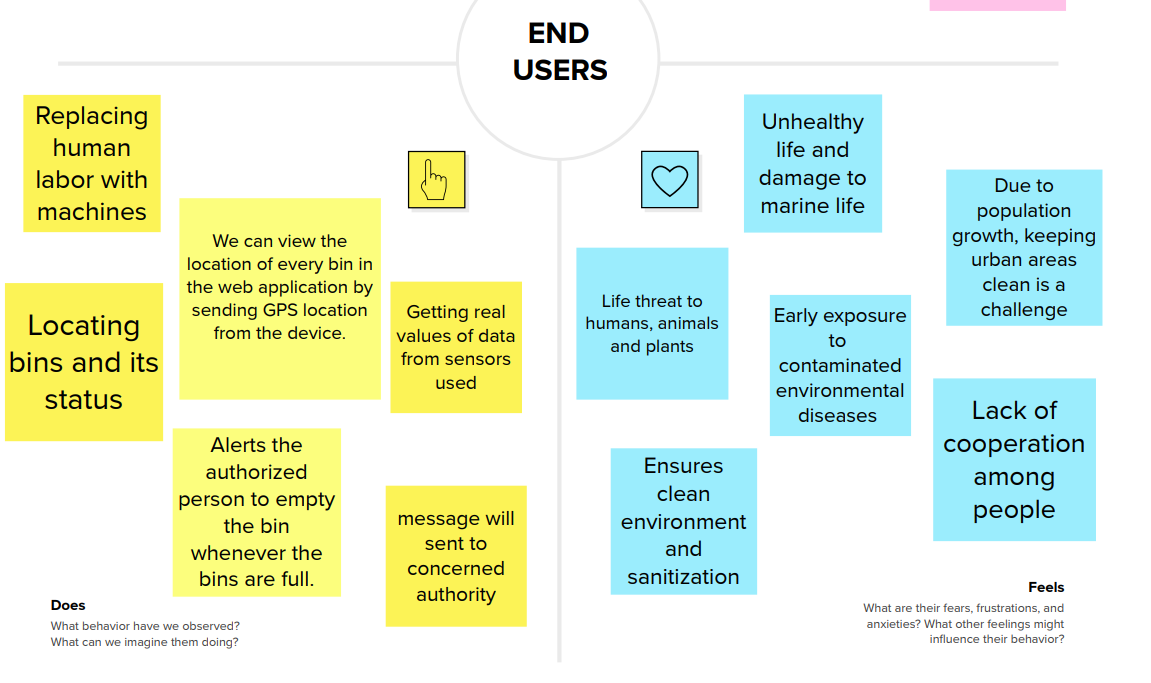 END
USERS
Replacing
human
labor with
machines
We can view the
location of every bin in
the web application by
sending GPS location
from the device.
Locating
bins and its
status
Getting real
values of data
from sensors
used
Alerts the
authorized
person to empty
the bin
whenever the
bins are full.
message will
sent to
concerned
authority
Does
What behavior have we observed?
What can we imagine them doing?
Unhealthy
life and
damage to
marine life
Due to
population
growth, keeping
urban areas
clean is a
challenge
Life threat to
humans, animals
and plants
Early exposure
to
contaminated
environmental
diseases
Lack of
cooperation
among
people
Ensures
clean
environment
and
sanitization
Feels
What are their fears, frustrations, and
anxieties? What other feelings might
influence their behavior?